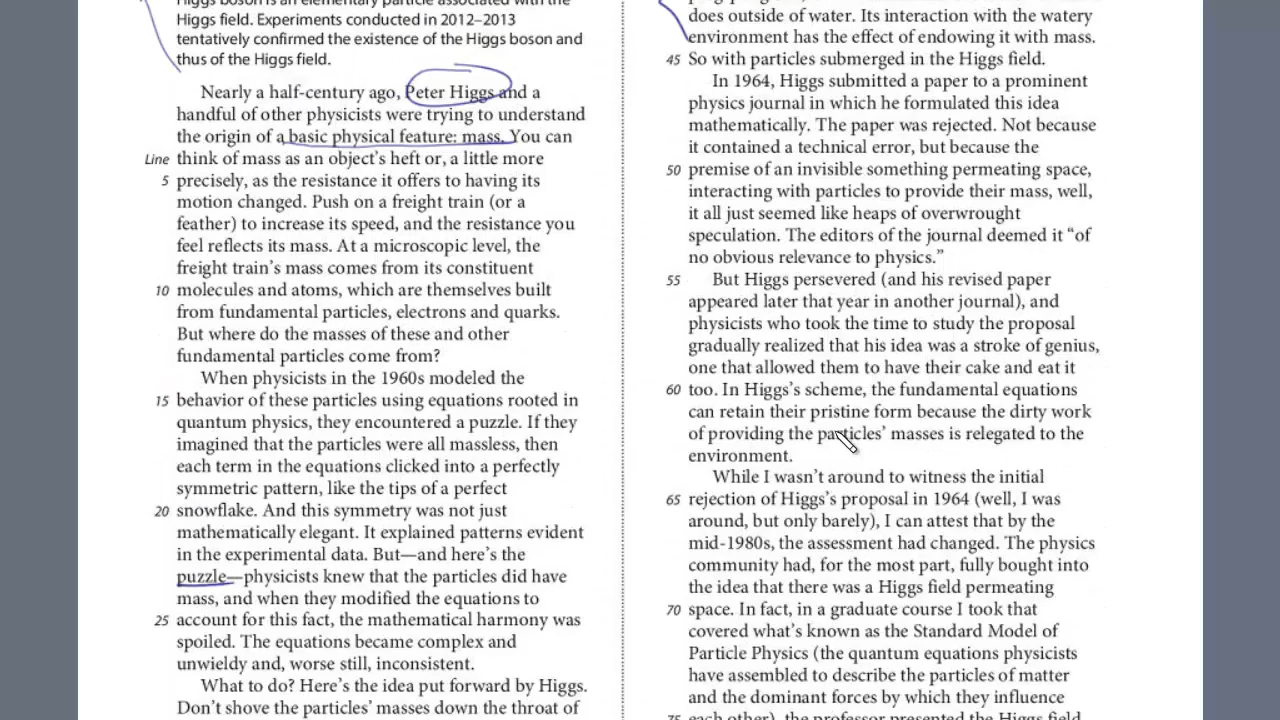 Higgs boson is an elementary particle associated with the
Higgs field. Experiments conducted in 2012–2013
tentatively confirmed the existence of the Higgs boson and
thus of the Higgs field.
Nearly a half-century ago, Peter Higgs and a
handful of other physicists were trying to understand
the origin of a basic physical feature: mass. You can
Line think of mass as an object’s heft or, a little more
5 precisely, as the resistance it offers to having its
motion changed. Push on a freight train (or a
feather) to increase its speed, and the resistance you
feel reflects its mass. At a microscopic level, the
freight train’s mass comes from its constituent
10 molecules and atoms, which are themselves built
from fundamental particles, electrons and quarks.
But where do the masses of these and other
fundamental particles come from?
When physicists in the 1960s modeled the
15 behavior of these particles using equations rooted in
quantum physics, they encountered a puzzle. If they
imagined that the particles were all massless, then
each term in the equations clicked into a perfectly
symmetric pattern, like the tips of a perfect
20 snowflake. And this symmetry was not just
mathematically elegant. It explained patterns evident
in the experimental data. But—and here’s the
puzzle—physicists knew that the particles did have
mass, and when they modified the equations to
25 account for this fact, the mathematical harmony was
spoiled. The equations became complex and
unwieldy and, worse still, inconsistent.
What to do? Here’s the idea put forward by Higgs.
Don’t shove the particles’ masses down the throat of
does outside of water. Its interaction with the watery
environment has the effect of endowing it with mass.
45 So with particles submerged in the Higgs field.
In 1964, Higgs submitted a paper to a prominent
physics journal in which he formulated this idea
mathematically. The paper was rejected. Not because
it contained a technical error, but because the
50 premise of an invisible something permeating space,
interacting with particles to provide their mass, well,
it all just seemed like heaps of overwrought
speculation. The editors of the journal deemed it “of
no obvious relevance to physics.”
55 But Higgs persevered (and his revised paper
appeared later that year in another journal), and
physicists who took the time to study the proposal
gradually realized that his idea was a stroke of genius,
one that allowed them to have their cake and eat it
60 too. In Higgs’s scheme, the fundamental equations
can retain their pristine form because the dirty work
of providing the particles’ masses is relegated to the
environment.
While I wasn’t around to witness the initial
65 rejection of Higgs’s proposal in 1964 (well, I was
around, but only barely), I can attest that by the
mid-1980s, the assessment had changed. The physics
community had, for the most part, fully bought into
the idea that there was a Higgs field permeating
70 space. In fact, in a graduate course I took that
covered what’s known as the Standard Model of
Particle Physics (the quantum equations physicists
have assembled to describe the particles of matter
and the dominant forces by which they influence
75 each other), the professor presented the Higgs field